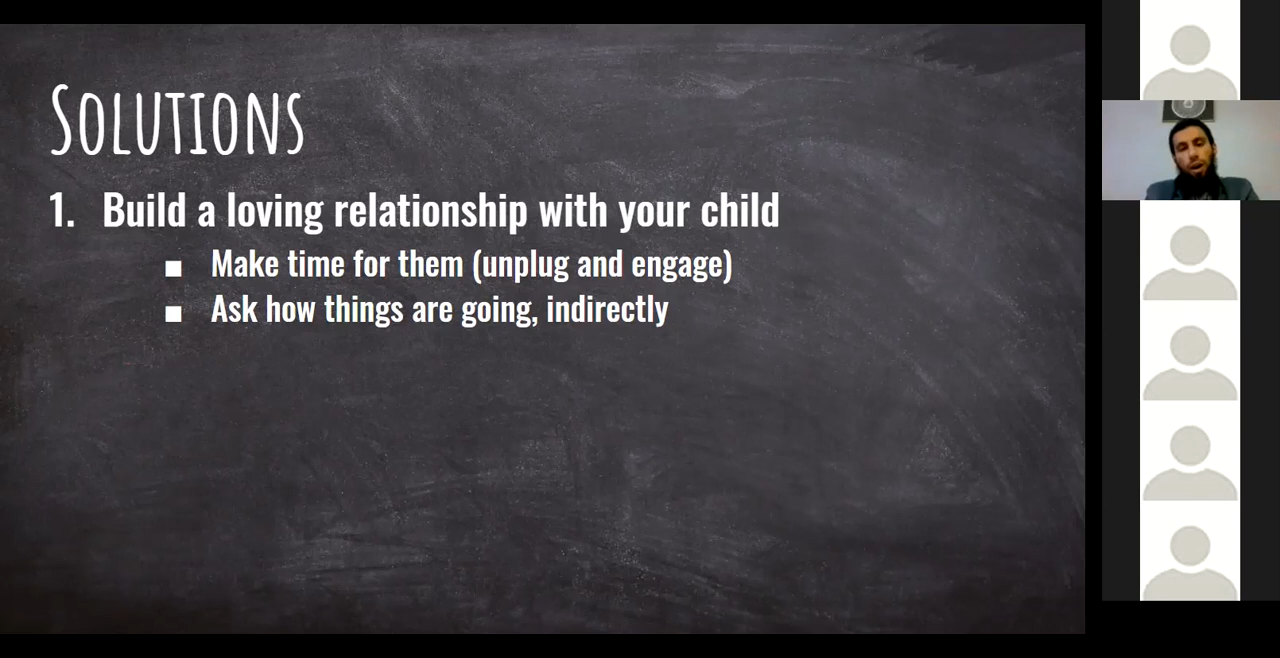 Solutions
1. Build a loving relationship with your child
■ Make time for them (unplug and engage)
■ Ask how things are going, indirectly